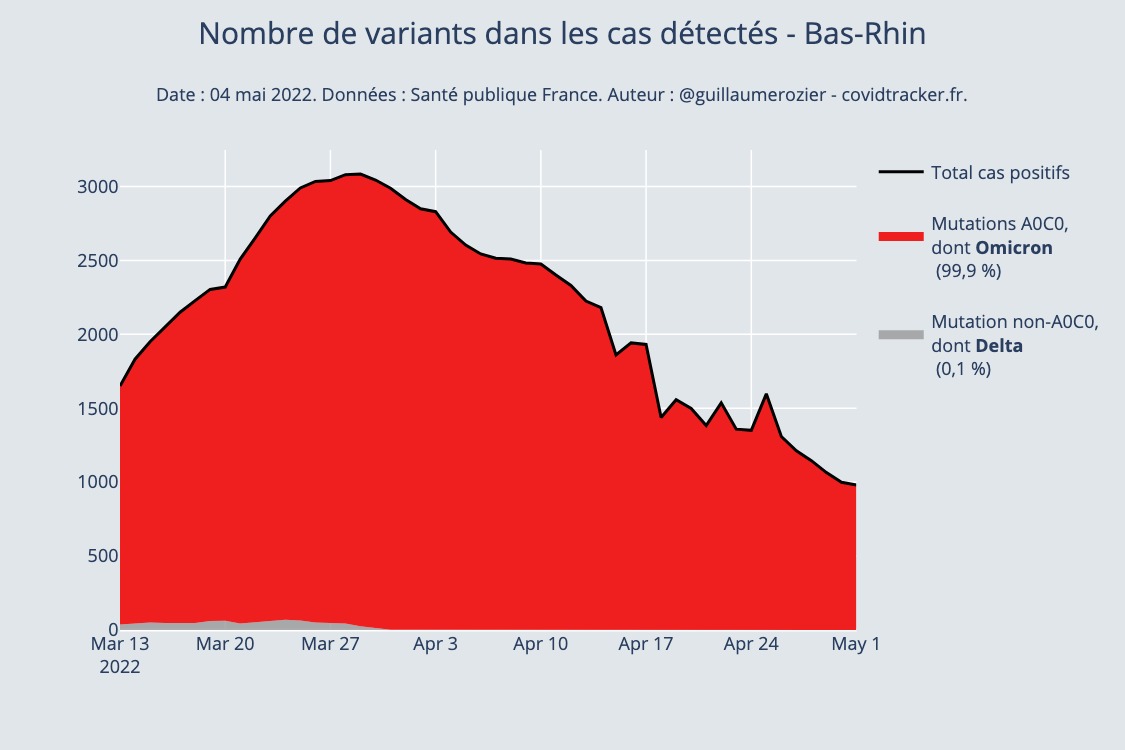 Nombre de variants dans les cas détectés - Bas-Rhin
Date : 04 mai 2022. Données : Santé publique France. Auteur : @guillaumerozier - covidtracker.fr.
3000
2500
2000
1500
1000
500
0
Mar 13
2022
Mar 20
Mar 27
Apr 3
Apr 10
Apr 17
Apr 24
May 1
Total cas positifs
Mutations A0C0,
dont Omicron
(99,9 %)
Mutation non-A0C0,
dont Delta
(0,1 %)